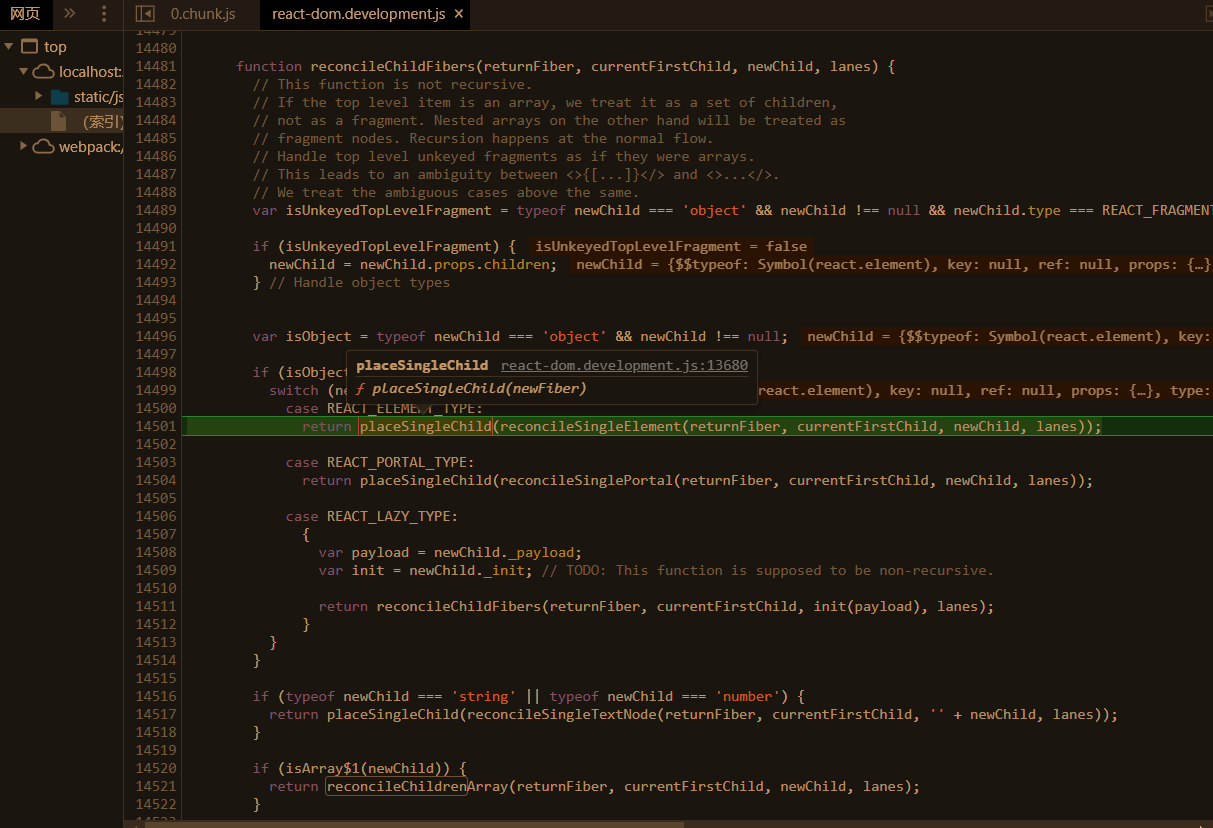 网页
0.chunk.js
react-dom.development.js ×
top
localhost:
static/js
(索引)
webpack:/
14479
14480
14481 function reconcileChildFibers(returnFiber, currentFirstChild, newChild, lanes) {
14482 // This function is not recursive.
14483 // If the top level item is an array, we treat it as a set of children,
14484 // not as a fragment. Nested arrays on the other hand will be treated as
14485 // fragment nodes. Recursion happens at the normal flow.
14486 // Handle top level unkeyed fragments as if they were arrays.
14487 // This leads to an ambiguity between <>{[...]}</> and <>...</>.
14488 // We treat the ambiguous cases above the same.
14489 var isUnkeyedTopLevelFragment = typeof newChild === 'object' && newChild !== null && newChild.type === REACT_FRAGMENT
14490
14491 if (isUnkeyedTopLevelFragment) { isUnkeyedTopLevelFragment = false
14492 newChild = newChild.props.children; newChild = {$$typeof: Symbol(react.element), key: null, ref: null, props: {…}
14493 } // Handle object types
14494
14495
14496 var isObject = typeof newChild === 'object' && newChild !== null; newChild = {$$typeof: Symbol(react.element), key:
14497
placeSingleChild react-dom.development.js:13680
ƒ placeSingleChild(newFiber)
14498 if (isObject
14499 switch (ne react.element), key: null, ref: null, props: {…}, type:
14500 case REACT_ELEMENT_TYPE:
14501 return placeSingleChild(reconcileSingleElement(returnFiber, currentFirstChild, newChild, lanes));
14502
14503 case REACT_PORTAL_TYPE:
14504 return placeSingleChild(reconcileSinglePortal(returnFiber, currentFirstChild, newChild, lanes));
14505
14506 case REACT_LAZY_TYPE:
14507 {
14508 var payload = newChild._payload;
14509 var init = newChild._init; // TODO: This function is supposed to be non-recursive.
14510
14511 return reconcileChildFibers(returnFiber, currentFirstChild, init(payload), lanes);
14512 }
14513 }
14514 }
14515
14516 if (typeof newChild === 'string' || typeof newChild === 'number') {
14517 return placeSingleChild(reconcileSingleTextNode(returnFiber, currentFirstChild, '' + newChild, lanes));
14518 }
14519
14520 if (isArray$1(newChild)) {
14521 return reconcileChildrenArray(returnFiber, currentFirstChild, newChild, lanes);
14522 }